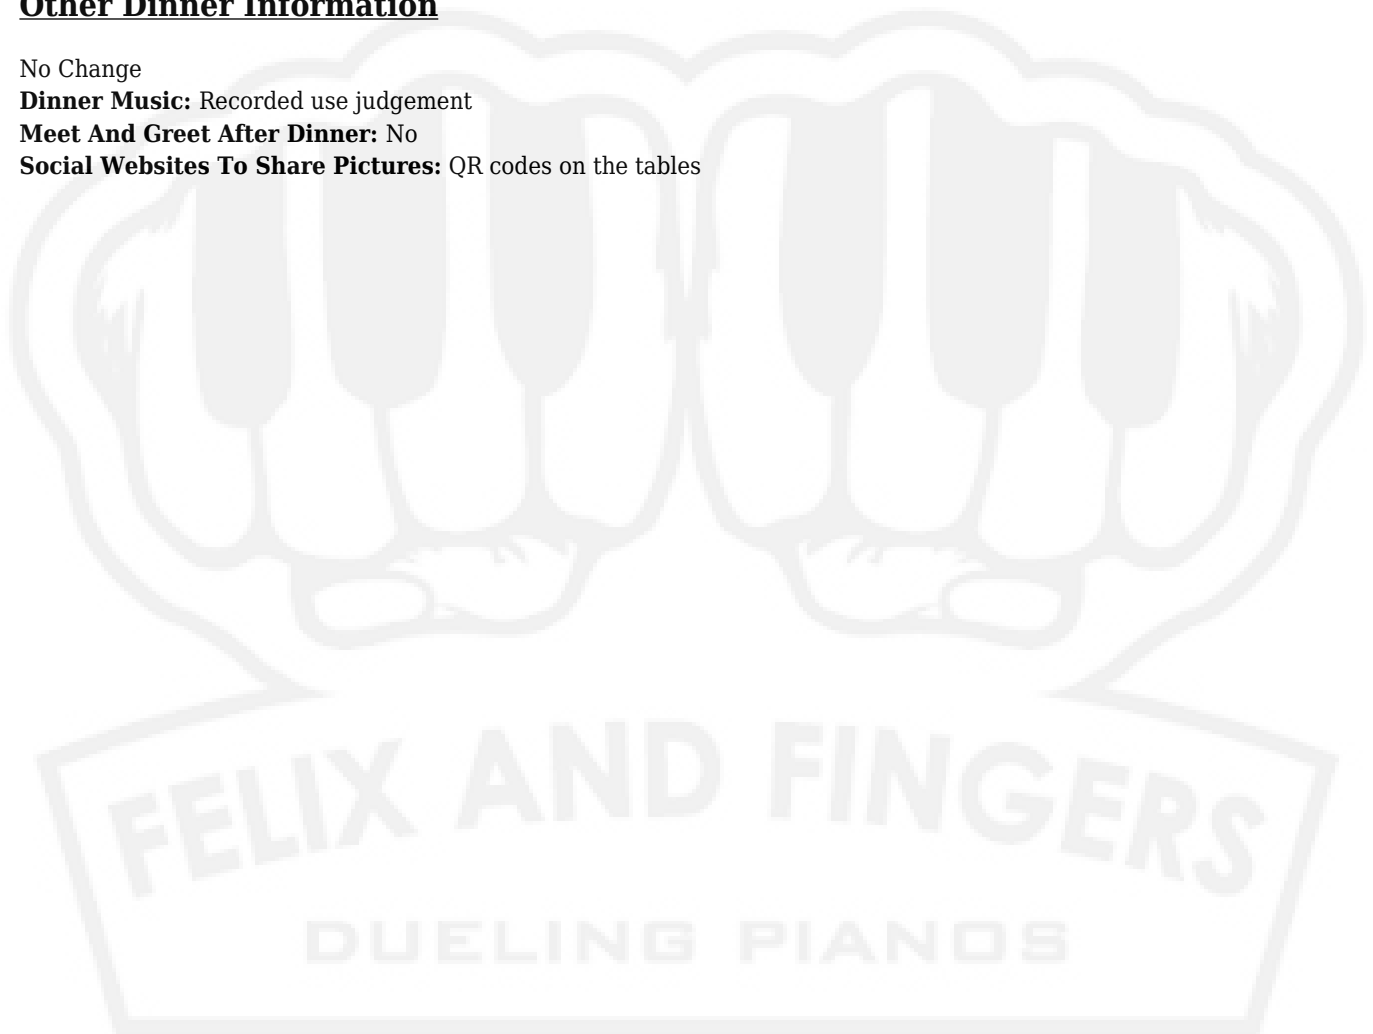 Other Dinner Information
No Change
Dinner Music: Recorded use judgement
Meet And Greet After Dinner: No
Social Websites To Share Pictures: QR codes on the tables
FELIX AND FINGERS
DUELING PIANOS